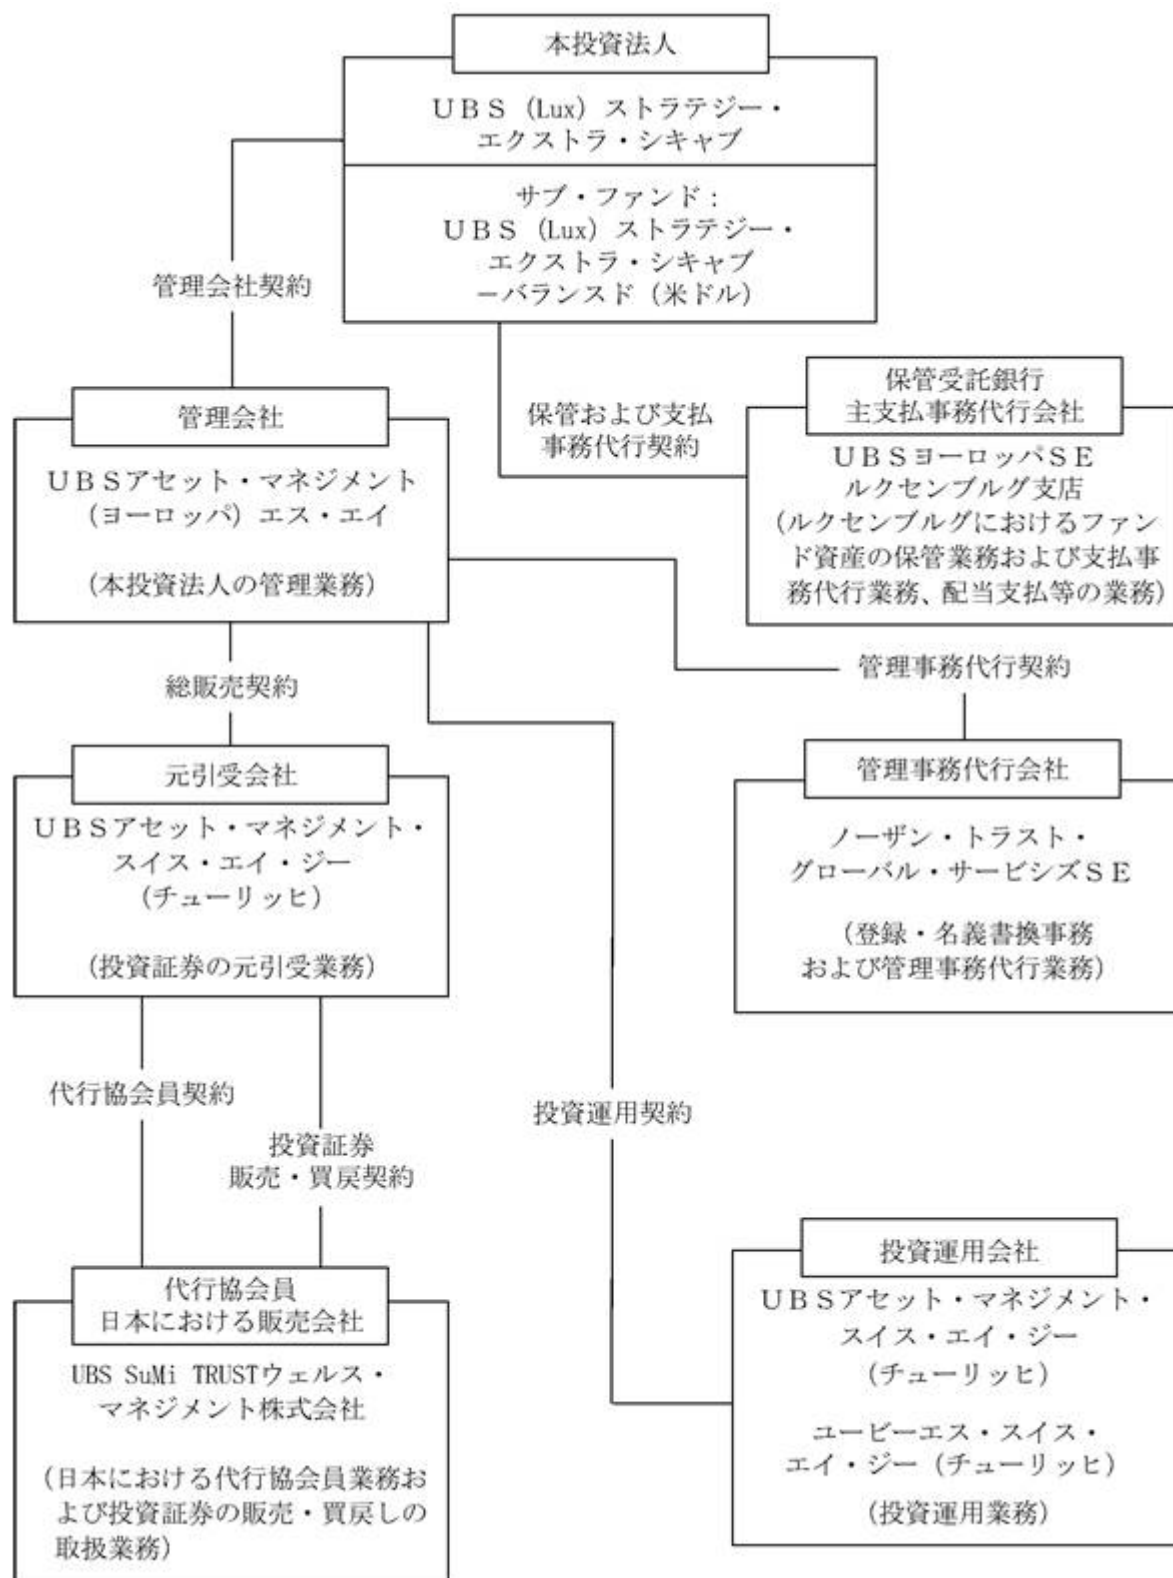 本投資法人
ＵＢＳ（Lux）ストラテジー・
エクストラ・シキャブ
サブ・ファンド：
ＵＢＳ（Lux）ストラテジー・
エクストラ・シキャブ
－バランスド（米ドル）
管理会社契約
保管および支払
事務代行契約
保管受託銀行
主支払事務代行会社
ＵＢＳヨーロッパＳＥ
ルクセンブルグ支店
（ルクセンブルグにおけるファン
ド資産の保管業務および支払事
務代行業務、配当支払等の業務）
管理会社
ＵＢＳアセット・マネジメント
（ヨーロッパ）エス・エイ
（本投資法人の管理業務）
総販売契約
管理事務代行契約
元引受会社
ＵＢＳアセット・マネジメント・
スイス・エイ・ジー
（チューリッヒ）
（投資証券の元引受業務）
管理事務代行会社
ノーザン・トラスト・
グローバル・サービシズＳＥ
（登録・名義書換事務
および管理事務代行業務）
代行協会員契約
投資証券
販売・買戻契約
投資運用契約
代行協会員
日本における販売会社
UBS SuMi TRUSTウェルス・
マネジメント株式会社
（日本における代行協会員業務お
よび投資証券の販売・買戻しの
取扱業務）
投資運用会社
ＵＢＳアセット・マネジメント・
スイス・エイ・ジー
（チューリッヒ）
ユービーエス・スイス・
エイ・ジー（チューリッヒ）
（投資運用業務）